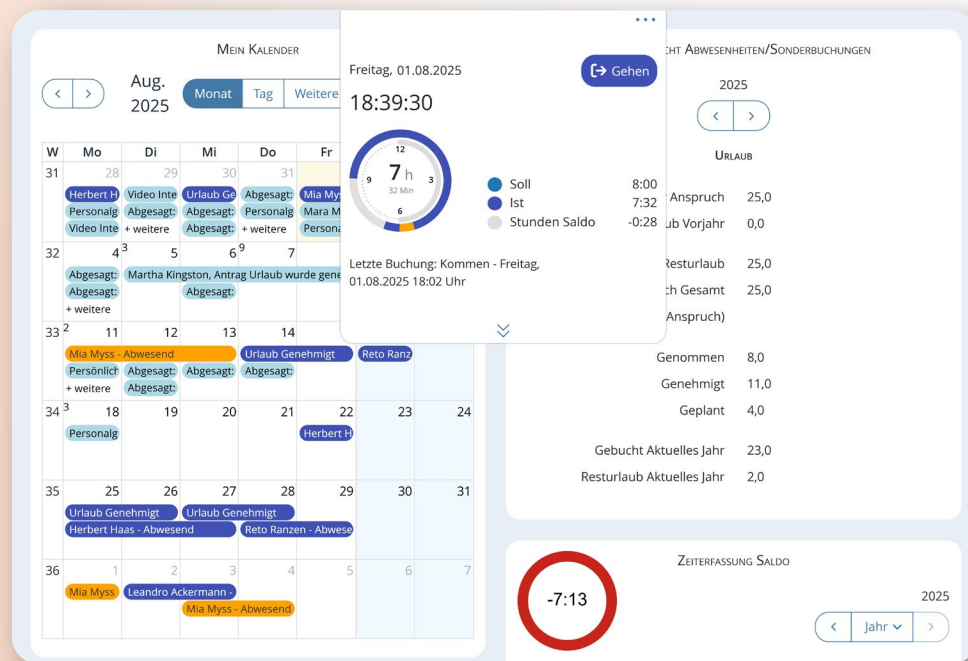 Mein Kalender
Aug.
2025
Monat Tag Weitere
W Mo Di Mi Do Fr
31 28 29 30 31
Herbert H Video Inte Urlaub Ge Abgesagt: Mia My
Personalg Abgesagt: Abgesagt: Personalg Mara M
Video Inte + weitere Abgesagt: + weitere Persona
32 4 3 5 6 9 7
Abgesagt: Martha Kingston, Antrag Urlaub wurde gene
Abgesagt: Abgesagt:
+ weitere
33 2 11 12 13 14
Mia Myss - Abwesend Urlaub Genehmigt Reto Ranz
Persönlich Abgesagt: Abgesagt: Abgesagt:
+ weitere Abgesagt:
34 3 18 19 20 21 22 23 24
Personalg Herbert H
35 25 26 27 28 29 30 31
Urlaub Genehmigt Urlaub Genehmigt
Herbert Haas - Abwesend Reto Ranzen - Abwese
36 1 2 3 4 5 6 7
Mia Myss Leandro Ackermann -
Mia Myss - Abwesend
Freitag, 01.08.2025
Gehen
18:39:30
12
9 7 h 3
32 Min
6
Soll 8:00
Ist 7:32
Stunden Saldo -0:28
Letzte Buchung: Kommen - Freitag,
01.08.2025 18:02 Uhr
cht Abwesenheiten/Sonderbuchungen
2025
Urlaub
Anspruch 25,0
ub Vorjahr 0,0
Resturlaub 25,0
ch Gesamt 25,0
Anspruch)
Genommen 8,0
Genehmigt 11,0
Geplant 4,0
Gebucht Aktuelles Jahr 23,0
Resturlaub Aktuelles Jahr 2,0
Zeiterfassung Saldo
-7:13
2025
Jahr